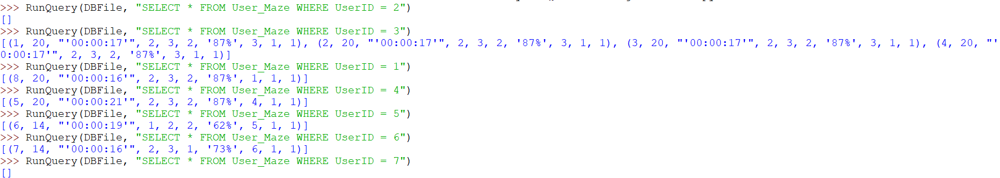 >>> RunQuery(DBFile, "SELECT * FROM User_Maze WHERE UserID = 2")
[]
>>> RunQuery(DBFile, "SELECT * FROM User_Maze WHERE UserID = 3")
[(1, 20, "'00:00:17'", 2, 3, 2, '87%', 3, 1, 1), (2, 20, "'00:00:17'", 2, 3, 2, '87%', 3, 1, 1), (3, 20, "'00:00:17'", 2, 3, 2, '87%', 3, 1, 1), (4, 20, "'
0:00:17'", 2, 3, 2, '87%', 3, 1, 1)]
>>> RunQuery(DBFile, "SELECT * FROM User_Maze WHERE UserID = 1")
[(8, 20, "'00:00:16'", 2, 3, 2, '87%', 1, 1, 1)]
>>> RunQuery(DBFile, "SELECT * FROM User_Maze WHERE UserID = 4")
[(5, 20, "'00:00:21'", 2, 3, 2, '87%', 4, 1, 1)]
>>> RunQuery(DBFile, "SELECT * FROM User_Maze WHERE UserID = 5")
[(6, 14, "'00:00:19'", 1, 2, 2, '62%', 5, 1, 1)]
>>> RunQuery(DBFile, "SELECT * FROM User_Maze WHERE UserID = 6")
[(7, 14, "'00:00:16'", 2, 3, 1, '73%', 6, 1, 1)]
>>> RunQuery(DBFile, "SELECT * FROM User_Maze WHERE UserID = 7")
[]